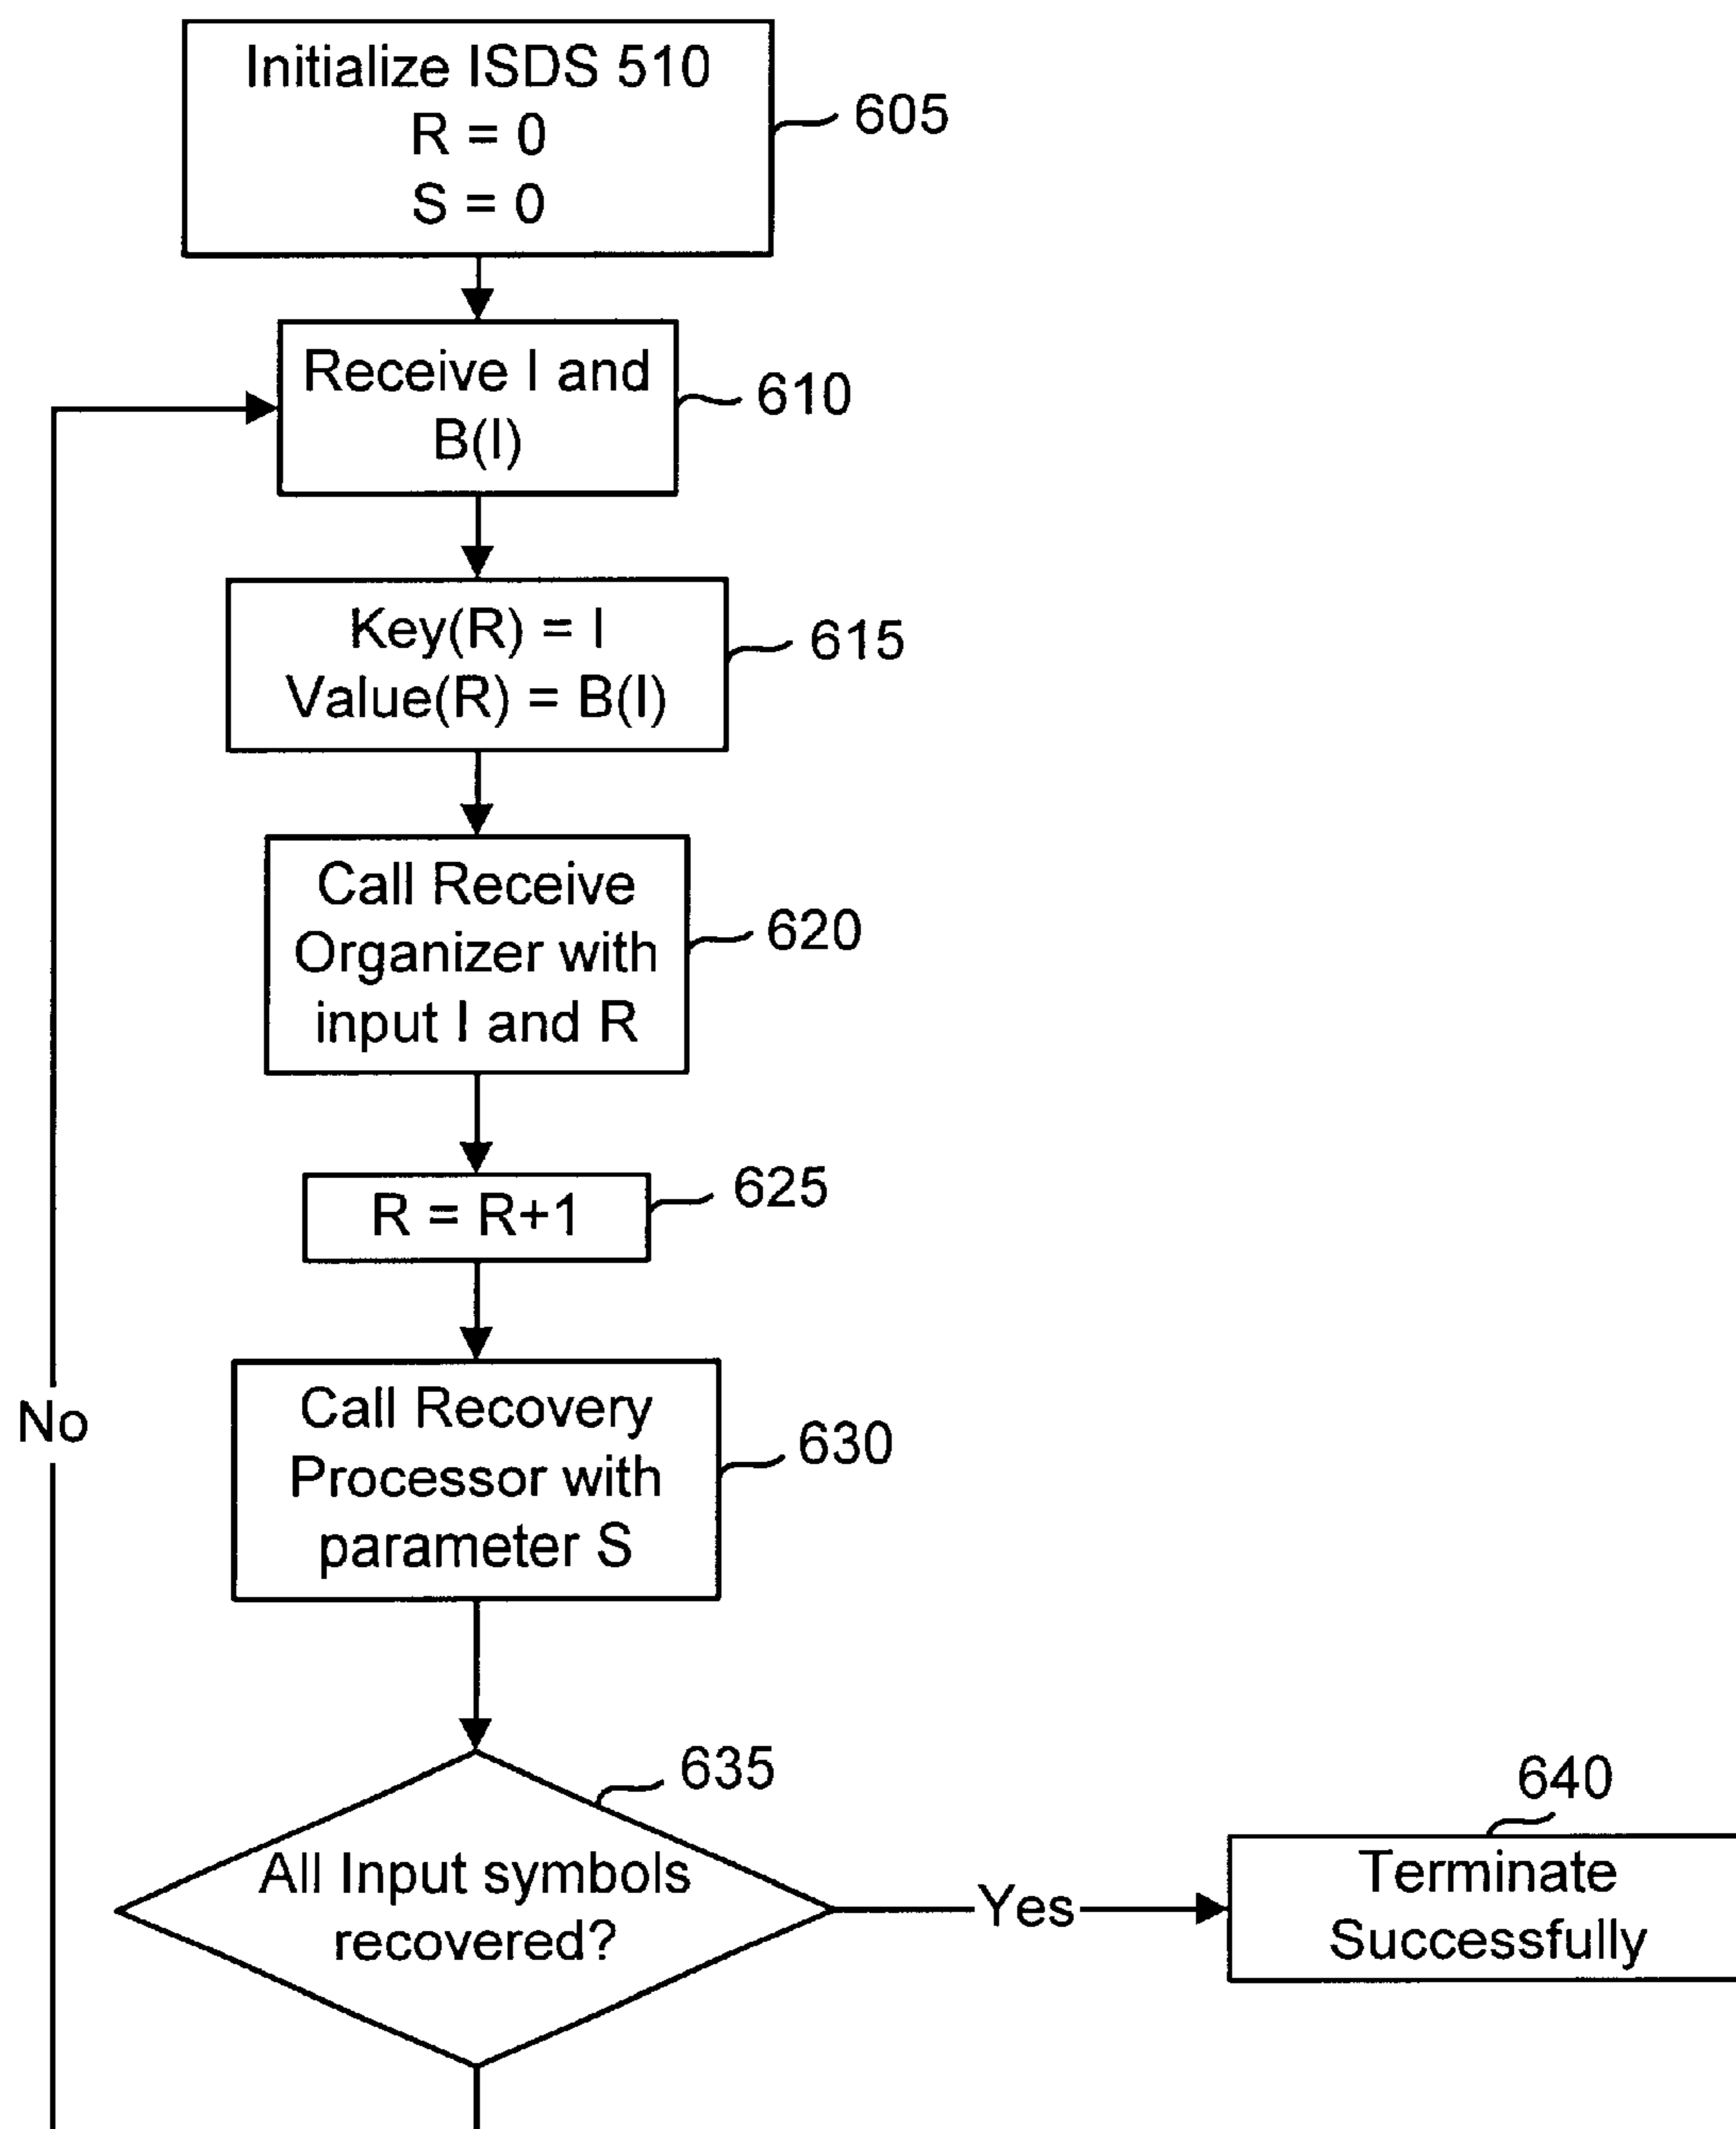 Initialize ISDS 510
R = 0
S = 0
605
Receive I and
B(I)
610
Key(R) = I
Value(R) = B(I)
615
Call Receive
Organizer with
input I and R
620
R = R+1
625
Call Recovery
Processor with
parameter S
630
No
635
All Input symbols
recovered?
Yes
640
Terminate
Successfully